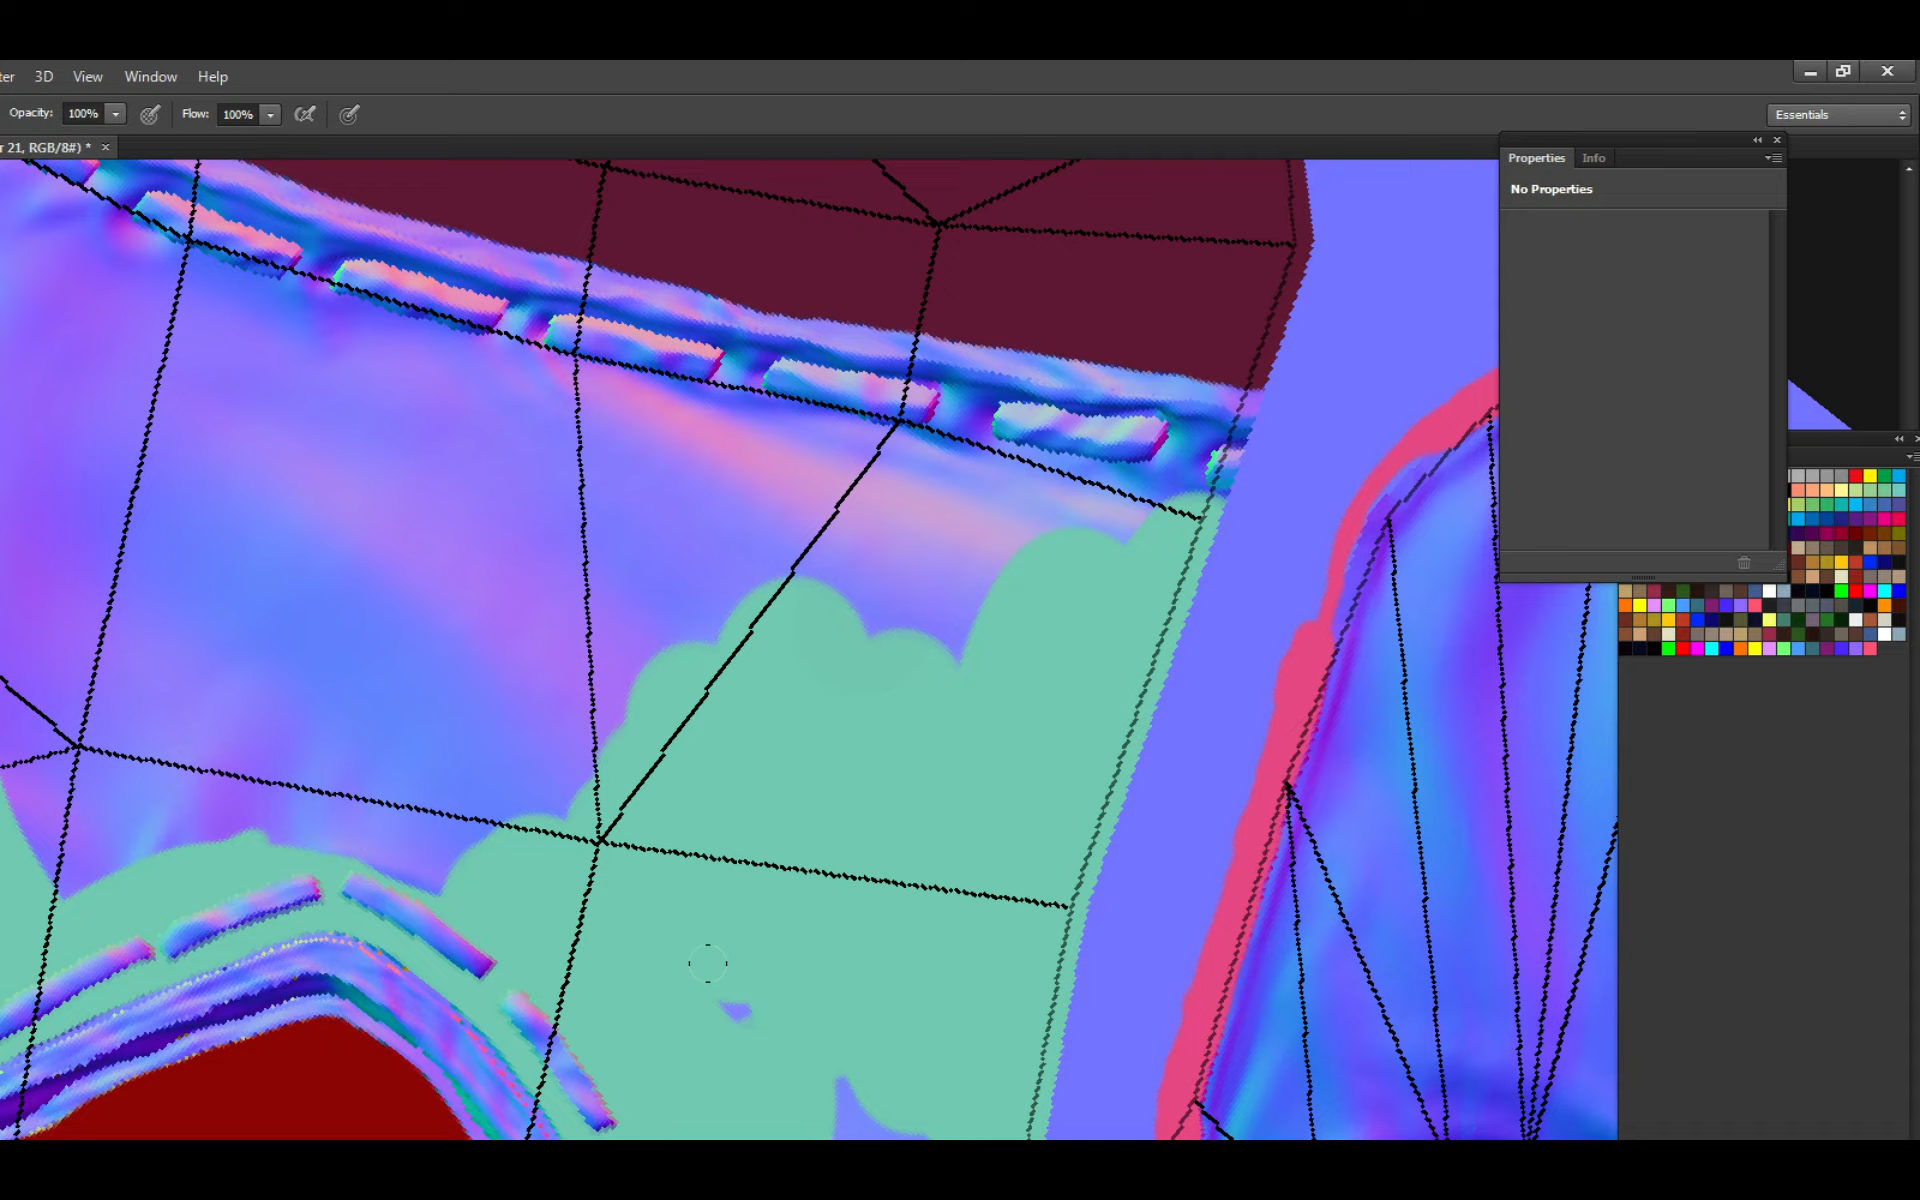 ter 3D View Window Help
Opacity: 100% Flow: 100% Essentials
r 21, RGB/8#) * ×
Properties Info
No Properties